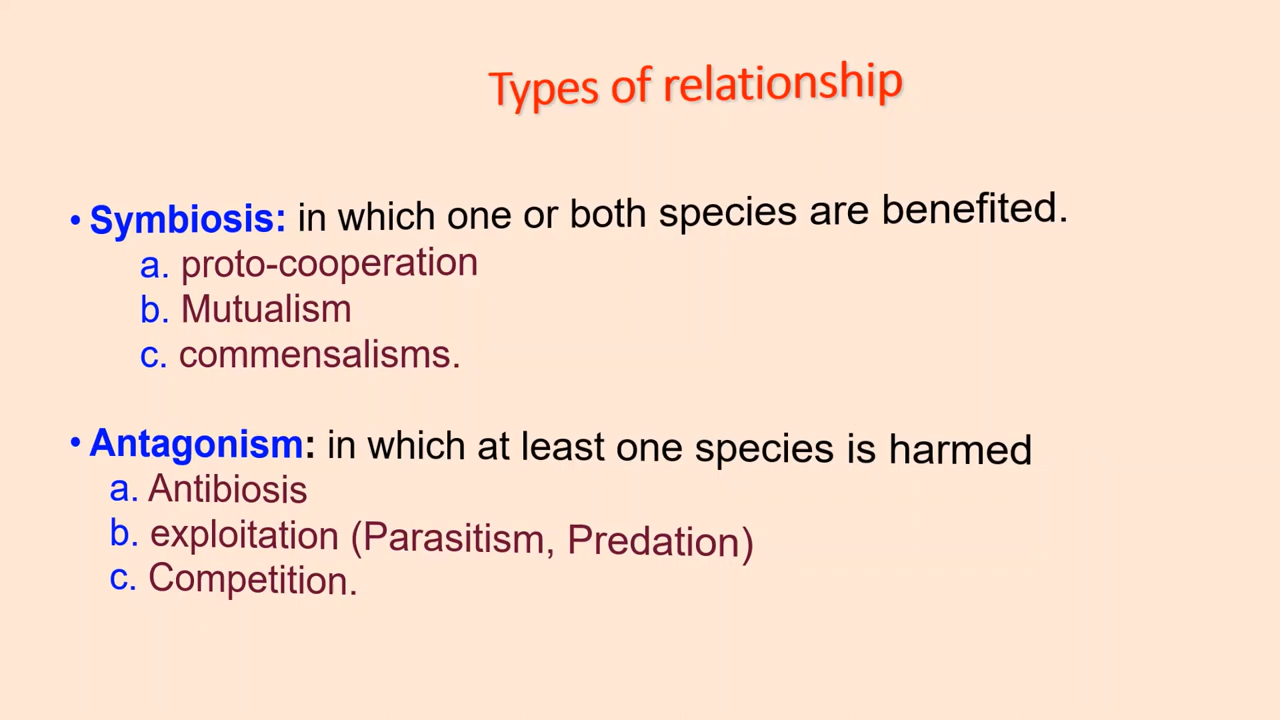 Types of relationship
• Symbiosis: in which one or both species are benefited.
a. proto-cooperation
b. Mutualism
c. commensalisms.
• Antagonism: in which at least one species is harmed
a. Antibiosis
b. exploitation (Parasitism, Predation)
c. Competition.